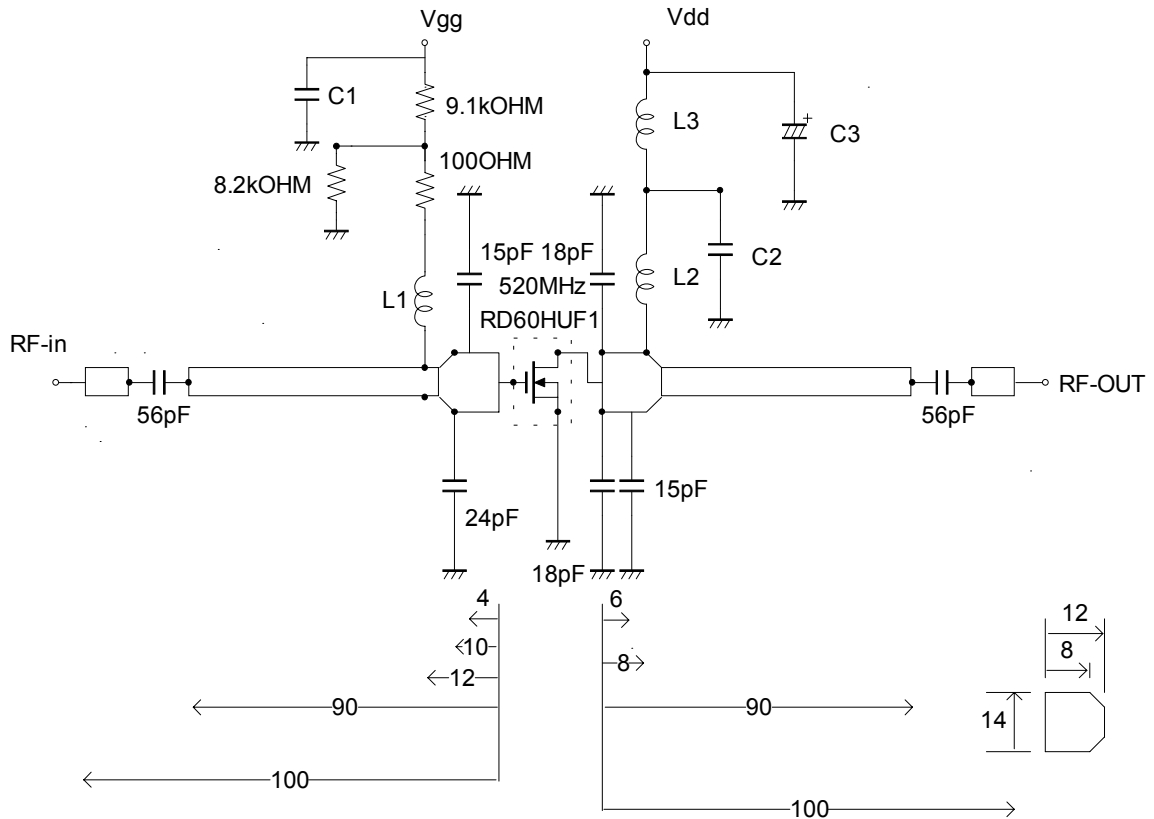 Vgg
Vdd
C1
9.1kOHM
L3
+
C3
100OHM
8.2kOHM
15pF
18pF
C2
520MHz
L2
L1
RD60HUF1
RF-in
RF-OUT
56pF
56pF
24pF
15pF
18pF
4
6
12
10
8
8
12
90
90
14
100
100